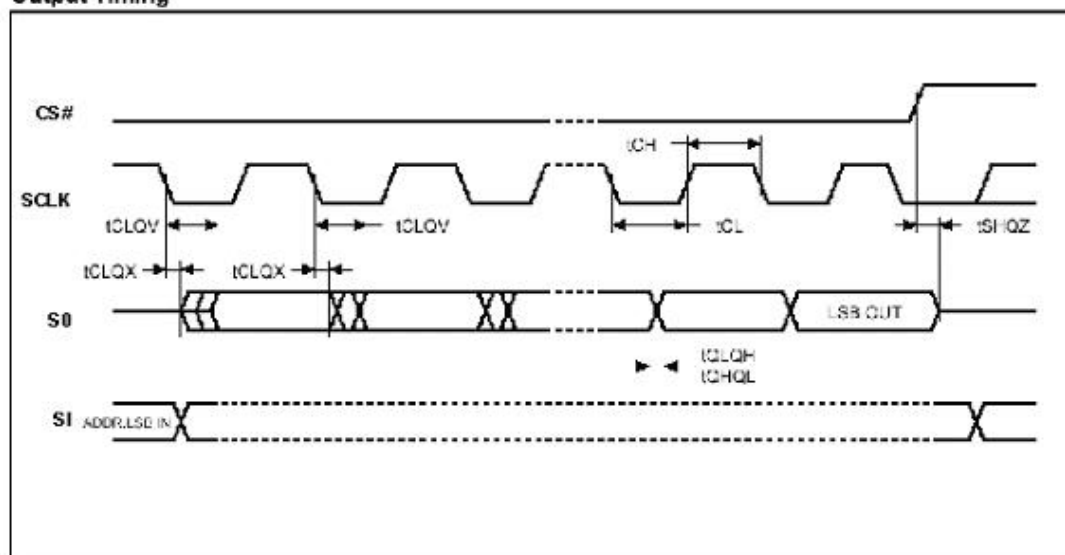 Output Timing
CS#
tCH
SCLK
tCLQV
tCLQV
tCL
tSHQZ
tCLQX
tCLQX
SO
LSB OUT
tQLQH
tQHQL
SI
ADDR.LSB IN